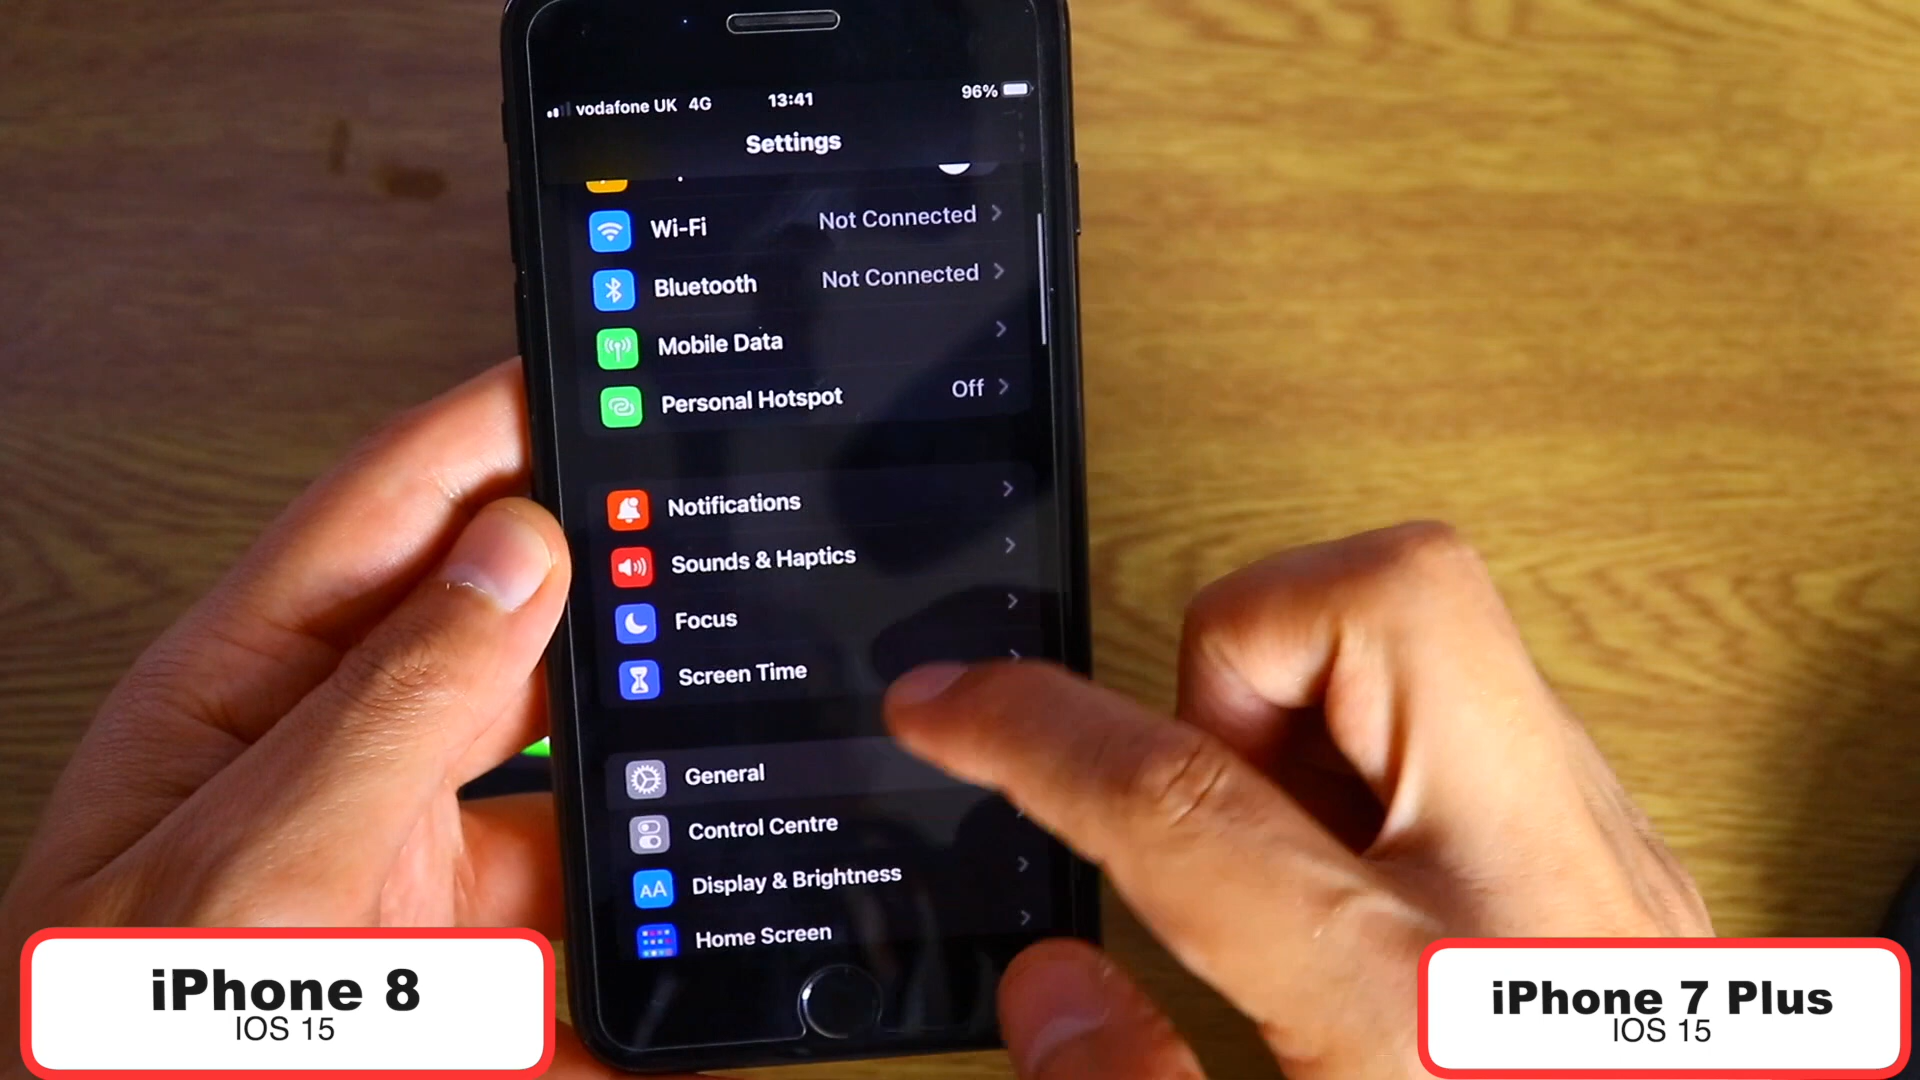 vodafone UK 4G 13:41 96%
Settings
Wi-Fi Not Connected
Bluetooth Not Connected
Mobile Data
Personal Hotspot Off
Notifications
Sounds & Haptics
Focus
Screen Time
General
Control Centre
AA Display & Brightness
Home Screen
iPhone 8
IOS 15
iPhone 7 Plus
IOS 15